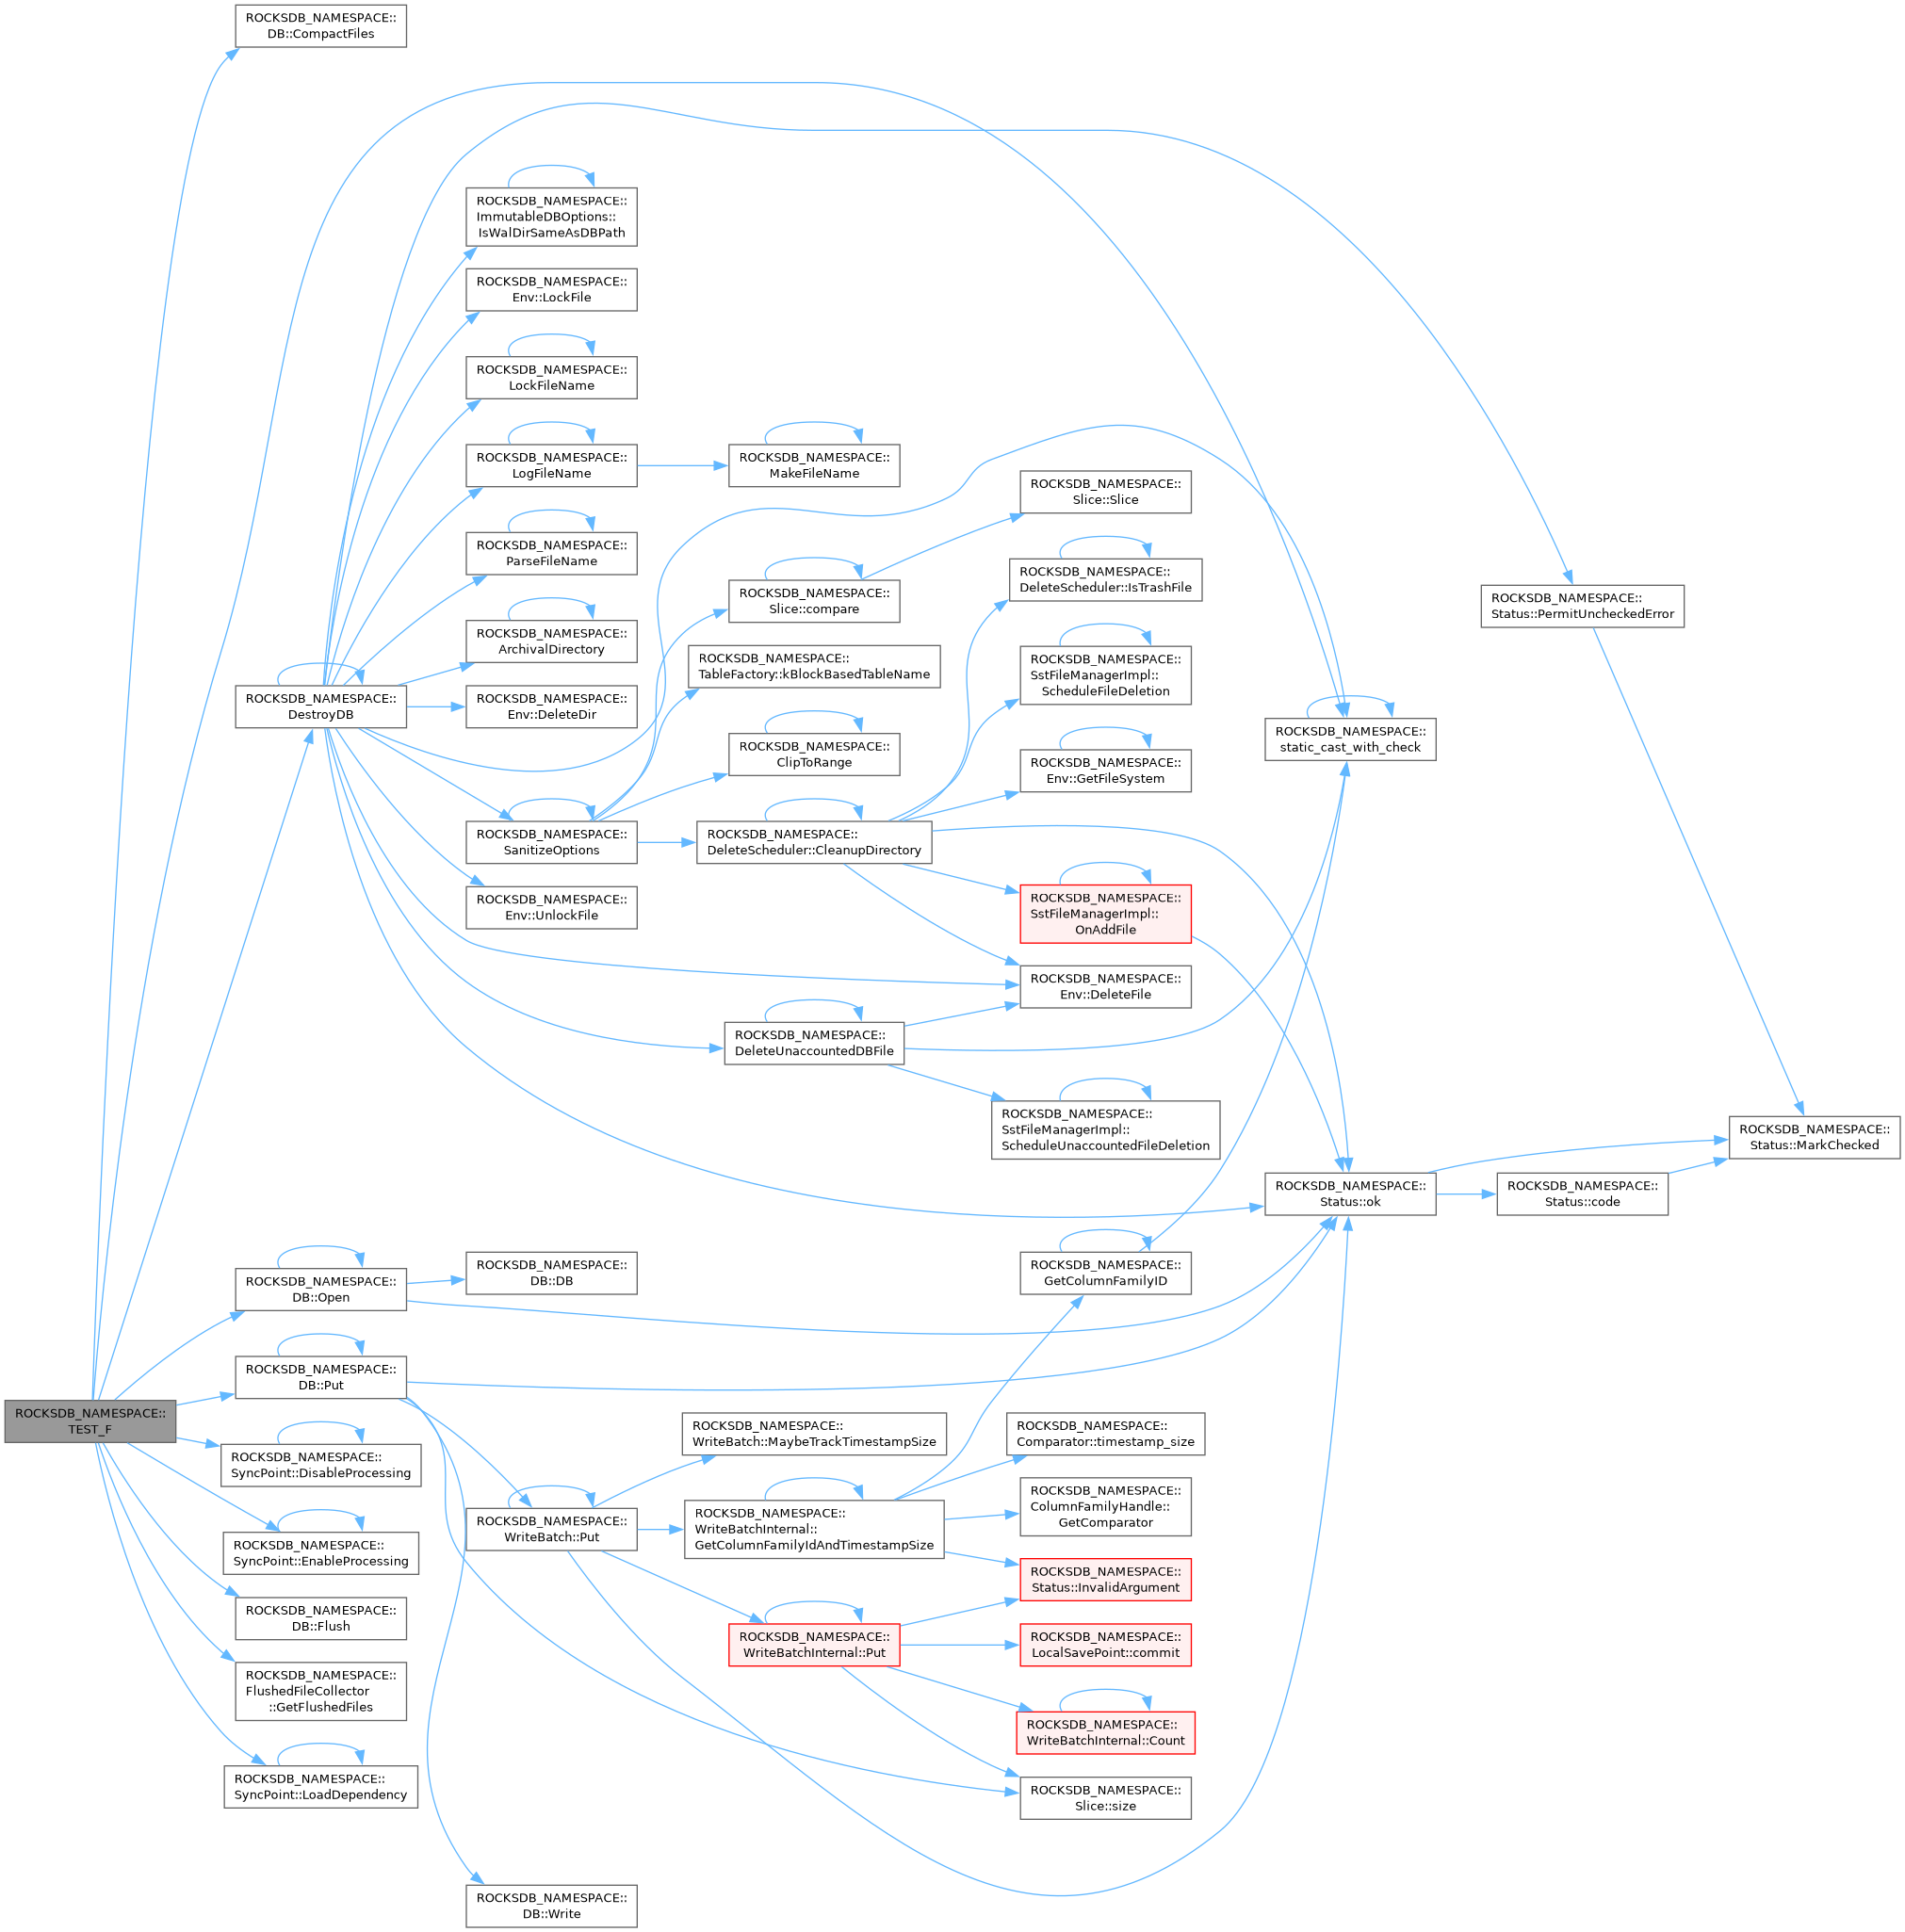 ROCKSDB_NAMESPACE::
DB::CompactFiles
ROCKSDB_NAMESPACE::
ImmutableDBOptions::
IsWalDirSameAsDBPath
ROCKSDB_NAMESPACE::
Env::LockFile
ROCKSDB_NAMESPACE::
LockFileName
ROCKSDB_NAMESPACE::
LogFileName
ROCKSDB_NAMESPACE::
MakeFileName
ROCKSDB_NAMESPACE::
Slice::Slice
ROCKSDB_NAMESPACE::
ParseFileName
ROCKSDB_NAMESPACE::
DeleteScheduler::IsTrashFile
ROCKSDB_NAMESPACE::
Slice::compare
ROCKSDB_NAMESPACE::
Status::PermitUncheckedError
ROCKSDB_NAMESPACE::
ArchivalDirectory
ROCKSDB_NAMESPACE::
TableFactory::kBlockBasedTableName
ROCKSDB_NAMESPACE::
SstFileManagerImpl::
ScheduleFileDeletion
ROCKSDB_NAMESPACE::
DestroyDB
ROCKSDB_NAMESPACE::
Env::DeleteDir
ROCKSDB_NAMESPACE::
static_cast_with_check
ROCKSDB_NAMESPACE::
ClipToRange
ROCKSDB_NAMESPACE::
Env::GetFileSystem
ROCKSDB_NAMESPACE::
SanitizeOptions
ROCKSDB_NAMESPACE::
DeleteScheduler::CleanupDirectory
ROCKSDB_NAMESPACE::
SstFileManagerImpl::
OnAddFile
ROCKSDB_NAMESPACE::
Env::UnlockFile
ROCKSDB_NAMESPACE::
Env::DeleteFile
ROCKSDB_NAMESPACE::
DeleteUnaccountedDBFile
ROCKSDB_NAMESPACE::
SstFileManagerImpl::
ScheduleUnaccountedFileDeletion
ROCKSDB_NAMESPACE::
Status::MarkChecked
ROCKSDB_NAMESPACE::
Status::ok
ROCKSDB_NAMESPACE::
Status::code
ROCKSDB_NAMESPACE::
GetColumnFamilyID
ROCKSDB_NAMESPACE::
DB::Open
ROCKSDB_NAMESPACE::
DB::DB
ROCKSDB_NAMESPACE::
DB::Put
ROCKSDB_NAMESPACE::
TEST_F
ROCKSDB_NAMESPACE::
WriteBatch::MaybeTrackTimestampSize
ROCKSDB_NAMESPACE::
Comparator::timestamp_size
ROCKSDB_NAMESPACE::
SyncPoint::DisableProcessing
ROCKSDB_NAMESPACE::
ColumnFamilyHandle::
GetComparator
ROCKSDB_NAMESPACE::
WriteBatch::Put
ROCKSDB_NAMESPACE::
WriteBatchInternal::
GetColumnFamilyIdAndTimestampSize
ROCKSDB_NAMESPACE::
SyncPoint::EnableProcessing
ROCKSDB_NAMESPACE::
Status::InvalidArgument
ROCKSDB_NAMESPACE::
DB::Flush
ROCKSDB_NAMESPACE::
WriteBatchInternal::Put
ROCKSDB_NAMESPACE::
LocalSavePoint::commit
ROCKSDB_NAMESPACE::
FlushedFileCollector
::GetFlushedFiles
ROCKSDB_NAMESPACE::
WriteBatchInternal::Count
ROCKSDB_NAMESPACE::
SyncPoint::LoadDependency
ROCKSDB_NAMESPACE::
Slice::size
ROCKSDB_NAMESPACE::
DB::Write